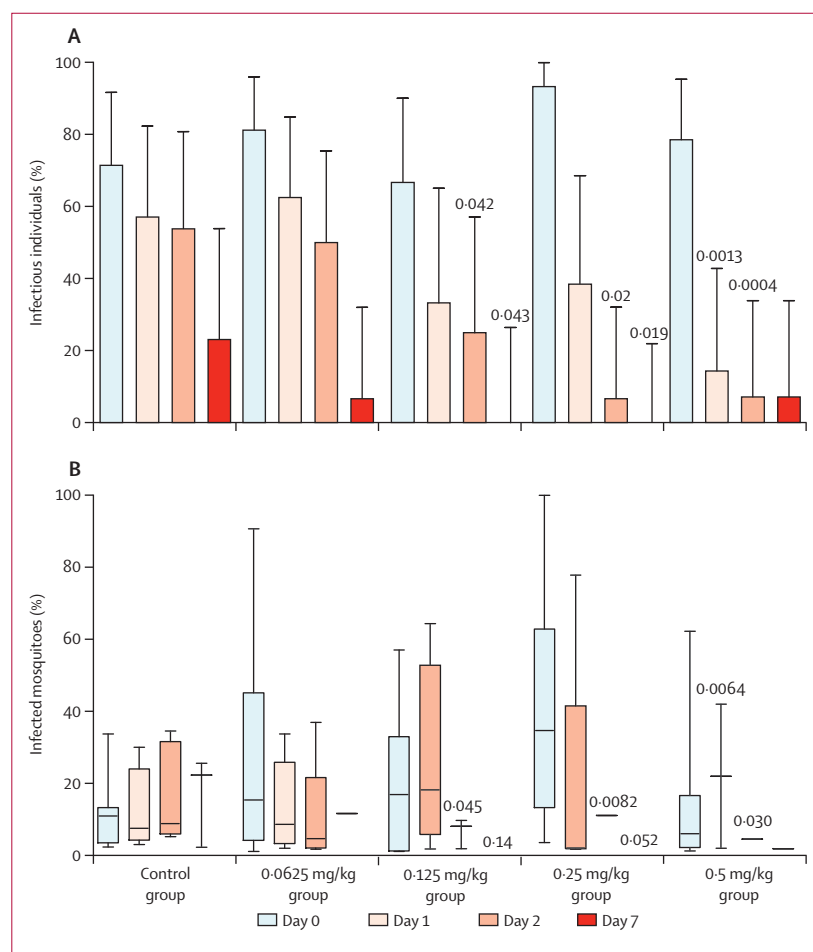 A
100
80
60
40
20
0
Infectious individuals (%)
0·042
0·043
0·02
0·019
0·0013
0·0004
B
100
80
60
40
20
0
Infected mosquitoes (%)
0·045
0·14
0·0082
0·052
0·0064
0·030
Control
group
0·0625 mg/kg
group
0·125 mg/kg
group
0·25 mg/kg
group
0·5 mg/kg
group
Day 0
Day 1
Day 2
Day 7